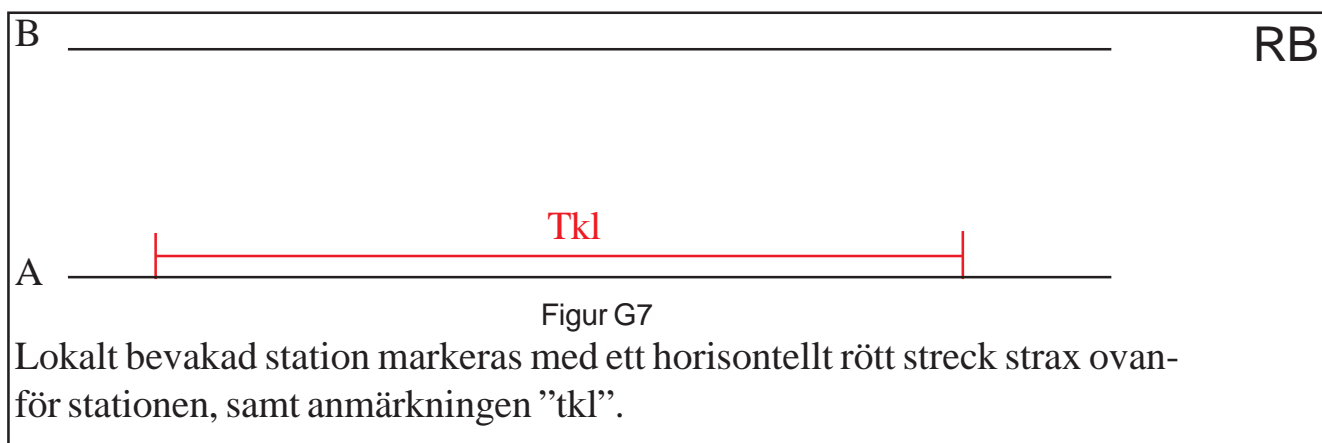 B
RB
Tkl
A
Figur G7
Lokalt bevakad station markeras med ett horisontellt rött streck strax ovan-
för stationen, samt anmärkningen ”tkl”.